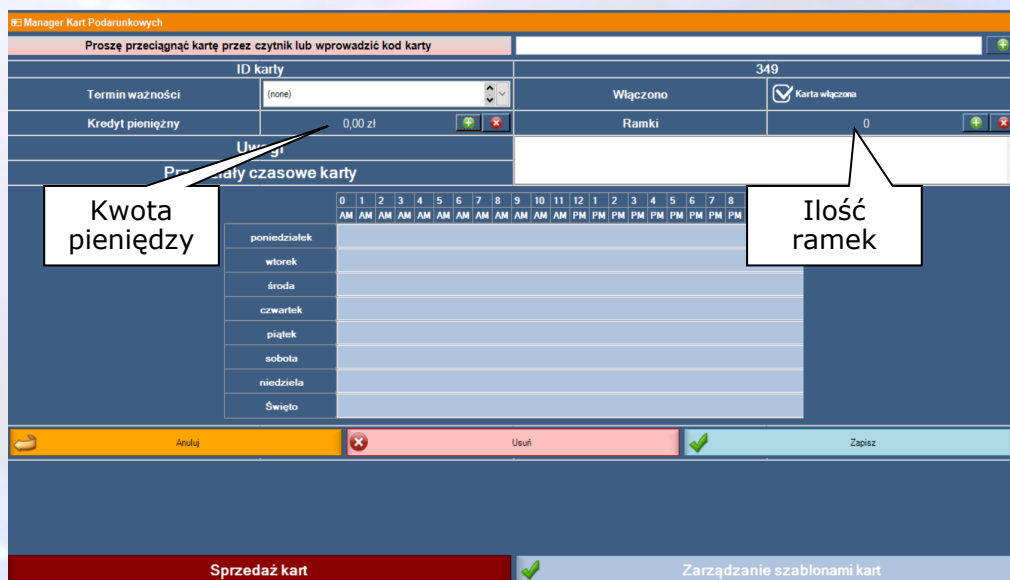 Manager Kart Podarunkowych
Proszę przeciągnąć kartę przez czytnik lub wprowadzić kod karty
ID karty 349
Termin ważności (none) Włączono Karta włączona
Kredyt pieniężny 0,00 zł Ramki 0
Uwagi
czasowe karty
Kwota
pieniędzy
Ilość
ramek
0 1 2 3 4 5 6 7 8 9 10 11 12 1 2 3 4 5 6 7 8
AM AM AM AM AM AM AM AM AM AM AM AM PM PM PM PM PM PM PM PM PM
poniedziałek
wtorek
środa
czwartek
piątek
sobota
niedziela
Święto
Anuluj Usuń Zapisz
Sprzedaż kart Zarządzanie szablonami kart